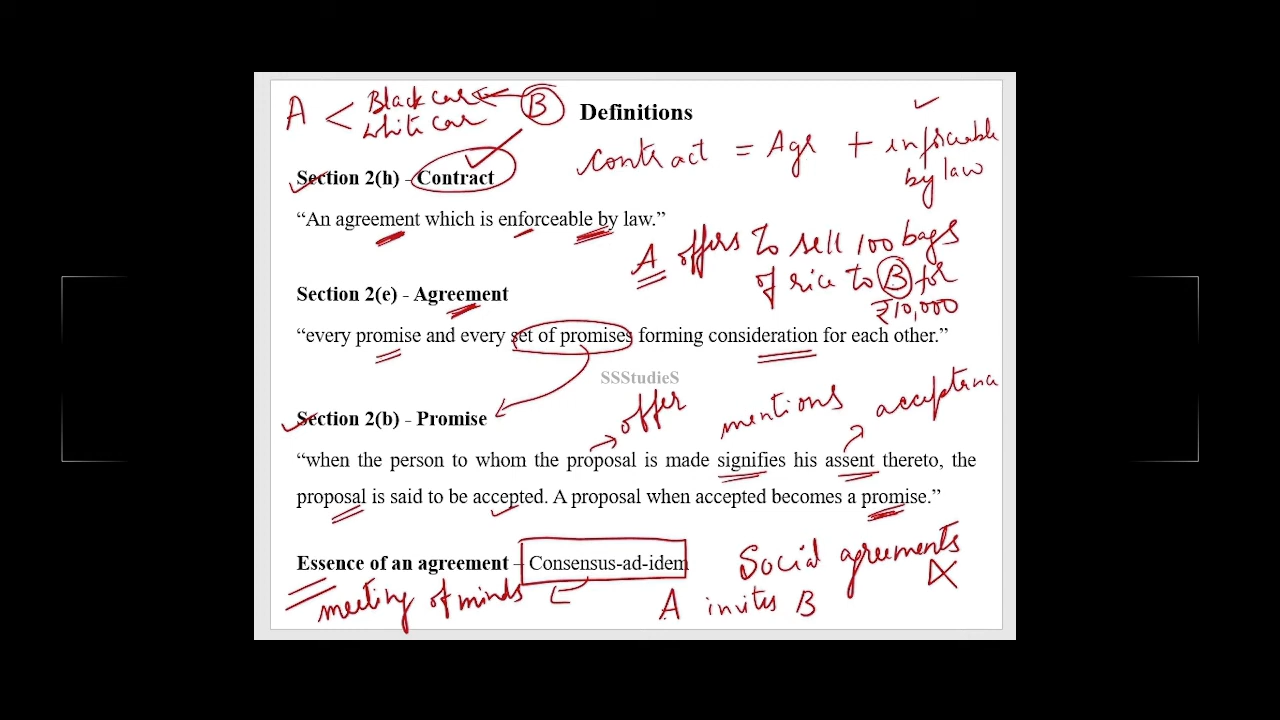 A < Black car ← B
white car
Definitions
contract = Agr + enforceable
by law
Section 2(h) - Contract
“An agreement which is enforceable by law.”
A offers to sell 100 bags
of rice to B for
₹10,000
Section 2(e) - Agreement
“every promise and every set of promises forming consideration for each other.”
SSStudieS
offer mentions
Section 2(b) - Promise
“when the person to whom the proposal is made signifies his assent thereto, the
proposal is said to be accepted. A proposal when accepted becomes a promise.”
Essence of an agreement – Consensus-ad-idem
Social agreements
meeting of minds
A invites B